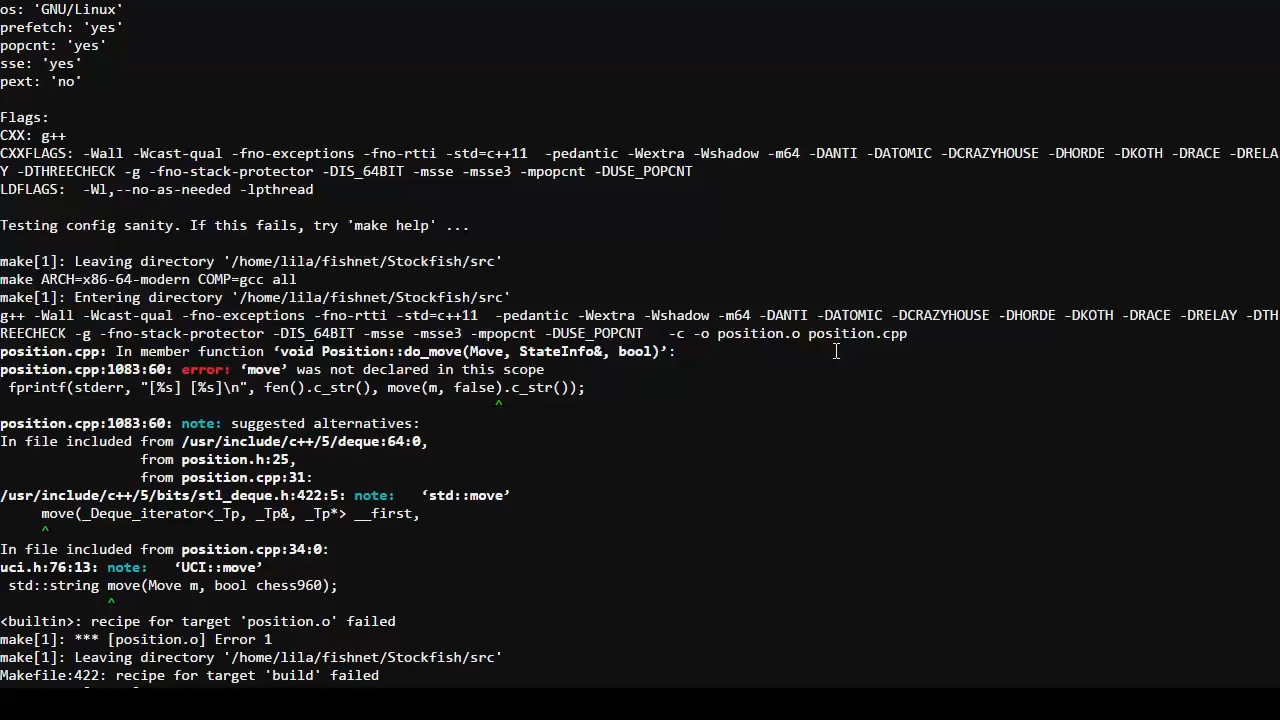 os: 'GNU/Linux'
prefetch: 'yes'
popcnt: 'yes'
sse: 'yes'
pext: 'no'
Flags:
CXX: g++
CXXFLAGS: -Wall -Wcast-qual -fno-exceptions -fno-rtti -std=c++11  -pedantic -Wextra -Wshadow -m64 -DANTI -DATOMIC -DCRAZYHOUSE -DHORDE -DKOTH -DRACE -DRELA
Y -DTHREECHECK -g -fno-stack-protector -DIS_64BIT -msse -msse3 -mpopcnt -DUSE_POPCNT
LDFLAGS:  -Wl,--no-as-needed -lpthread
Testing config sanity. If this fails, try 'make help' ...
make[1]: Leaving directory '/home/lila/fishnet/Stockfish/src'
make ARCH=x86-64-modern COMP=gcc all
make[1]: Entering directory '/home/lila/fishnet/Stockfish/src'
g++ -Wall -Wcast-qual -fno-exceptions -fno-rtti -std=c++11  -pedantic -Wextra -Wshadow -m64 -DANTI -DATOMIC -DCRAZYHOUSE -DHORDE -DKOTH -DRACE -DRELAY -DTH
REECHECK -g -fno-stack-protector -DIS_64BIT -msse -msse3 -mpopcnt -DUSE_POPCNT   -c -o position.o position.cpp
position.cpp: In member function ‘void Position::do_move(Move, StateInfo&, bool)’:
position.cpp:1083:60: error: ‘move’ was not declared in this scope
 fprintf(stderr, "[%s] [%s]\n", fen().c_str(), move(m, false).c_str());
^
position.cpp:1083:60: note: suggested alternatives:
In file included from /usr/include/c++/5/deque:64:0,
                 from position.h:25,
                 from position.cpp:31:
/usr/include/c++/5/bits/stl_deque.h:422:5: note:   ‘std::move’
     move(_Deque_iterator<_Tp, _Tp&, _Tp*> __first,
     ^
In file included from position.cpp:34:0:
uci.h:76:13: note:   ‘UCI::move’
 std::string move(Move m, bool chess960);
             ^
<builtin>: recipe for target 'position.o' failed
make[1]: *** [position.o] Error 1
make[1]: Leaving directory '/home/lila/fishnet/Stockfish/src'
Makefile:422: recipe for target 'build' failed